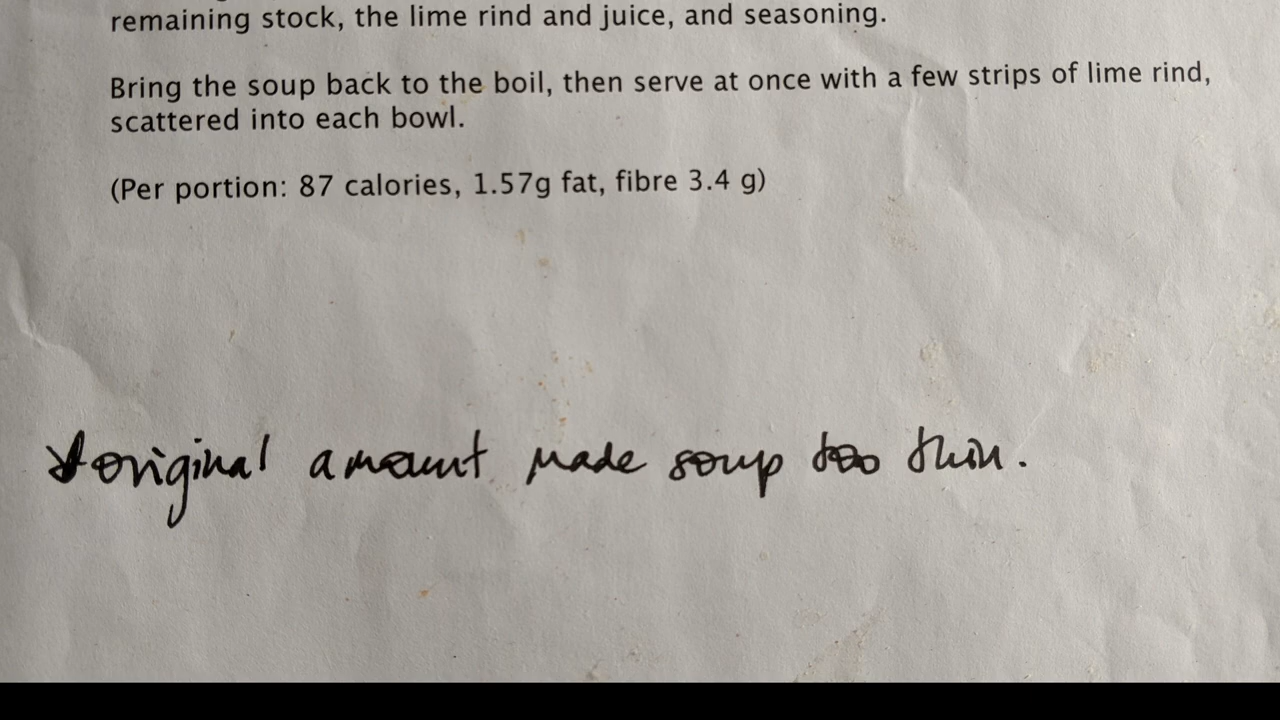 remaining stock, the lime rind and juice, and seasoning.
Bring the soup back to the boil, then serve at once with a few strips of lime rind,
scattered into each bowl.
(Per portion: 87 calories, 1.57g fat, fibre 3.4 g)
* original amount made soup too thin.